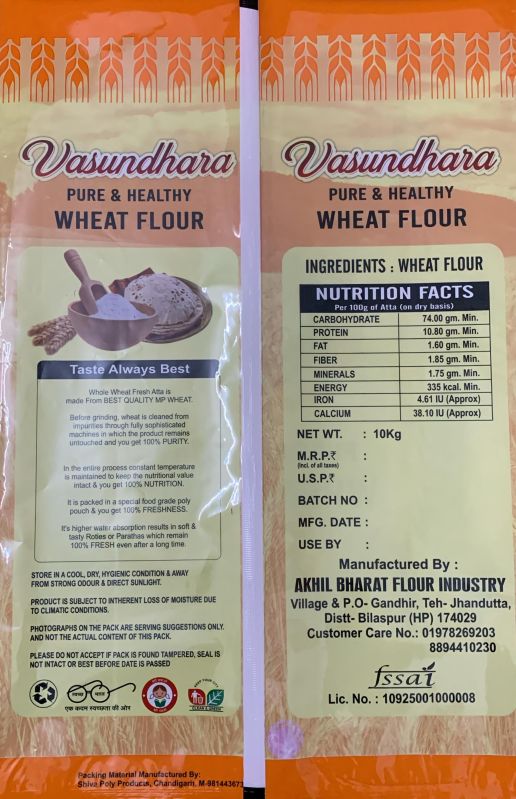 Vasundhara
PURE & HEALTHY
WHEAT FLOUR
Taste Always Best
Whole Wheat Fresh Atta is
made From BEST QUALITY MP WHEAT.
Before grinding, wheat is cleaned from
impurities through fully sophisticated
machines in which the product remains
untouched and you get 100% PURITY.
In the entire process constant temperature
is maintained to keep the nutritional value
intact & you get 100% NUTRITION.
It is packed in a special food grade poly
pouch & you get 100% FRESHNESS.
It's higher water absorption results in soft &
tasty Roties or Parathas which remain
100% FRESH even after a long time.
STORE IN A COOL, DRY, HYGIENIC CONDITION & AWAY
FROM STRONG ODOUR & DIRECT SUNLIGHT.
PRODUCT IS SUBJECT TO INTHERENT LOSS OF MOISTURE DUE
TO CLIMATIC CONDITIONS.
PHOTOGRAPHS ON THE PACK ARE SERVING SUGGESTIONS ONLY.
AND NOT THE ACTUAL CONTENT OF THIS PACK.
PLEASE DO NOT ACCEPT IF PACK IS FOUND TAMPERED, SEAL IS
NOT INTACT OR BEST BEFORE DATE IS PASSED
स्वच्छ भारत
एक कदम स्वच्छता की ओर
KEEP YOUR CITY
CLEAN & GREEN
Packing Material Manufactured By:
Shiva Poly Products, Chandigarh. M-981443673
Vasundhara
PURE & HEALTHY
WHEAT FLOUR
INGREDIENTS : WHEAT FLOUR
NUTRITION FACTS
Per 100g of Atta (on dry basis)
CARBOHYDRATE 74.00 gm. Min.
PROTEIN 10.80 gm. Min.
FAT 1.60 gm. Min.
FIBER 1.85 gm. Min.
MINERALS 1.75 gm. Min.
ENERGY 335 kcal. Min.
IRON 4.61 IU (Approx)
CALCIUM 38.10 IU (Approx)
NET WT. : 10Kg
M.R.P.₹ :
(Incl. of all taxes)
U.S.P.₹ :
BATCH NO :
MFG. DATE :
USE BY :
Manufactured By :
AKHIL BHARAT FLOUR INDUSTRY
Village & P.O- Gandhir, Teh- Jhandutta,
Distt- Bilaspur (HP) 174029
Customer Care No.: 01978269203
8894410230
fssai
Lic. No. : 10925001000008